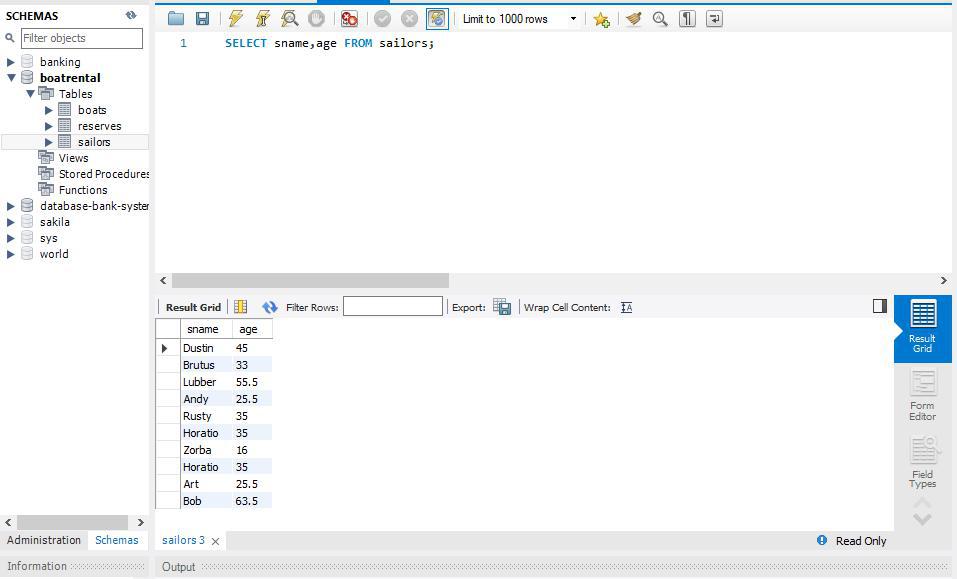 SCHEMAS
Filter objects
banking
boatrental
Tables
boats
reserves
sailors
Views
Stored Procedures
Functions
database-bank-syster
sakila
sys
world
Administration Schemas
Information
Limit to 1000 rows
1 SELECT sname,age FROM sailors;
Result Grid Filter Rows: Export: Wrap Cell Content:
sname age
Dustin 45
Brutus 33
Lubber 55.5
Andy 25.5
Rusty 35
Horatio 35
Zorba 16
Horatio 35
Art 25.5
Bob 63.5
Result
Grid
Form
Editor
Field
Types
sailors 3 Read Only
Output